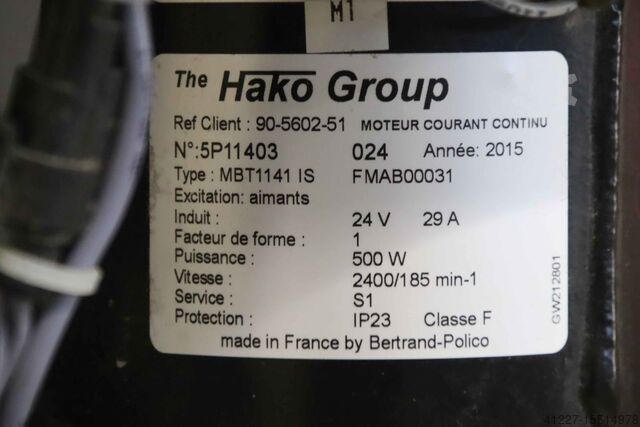 M1
The Hako Group
Ref Client : 90-5602-51 MOTEUR COURANT CONTINU
N°:5P11403 024 Année: 2015
Type : MBT1141 IS FMAB00031
Excitation: aimants
Induit : 24 V 29 A
Facteur de forme : 1
Puissance : 500 W
Vitesse : 2400/185 min-1
Service : S1
Protection : IP23 Classe F
made in France by Bertrand-Polico
GW212801
41227-15514978